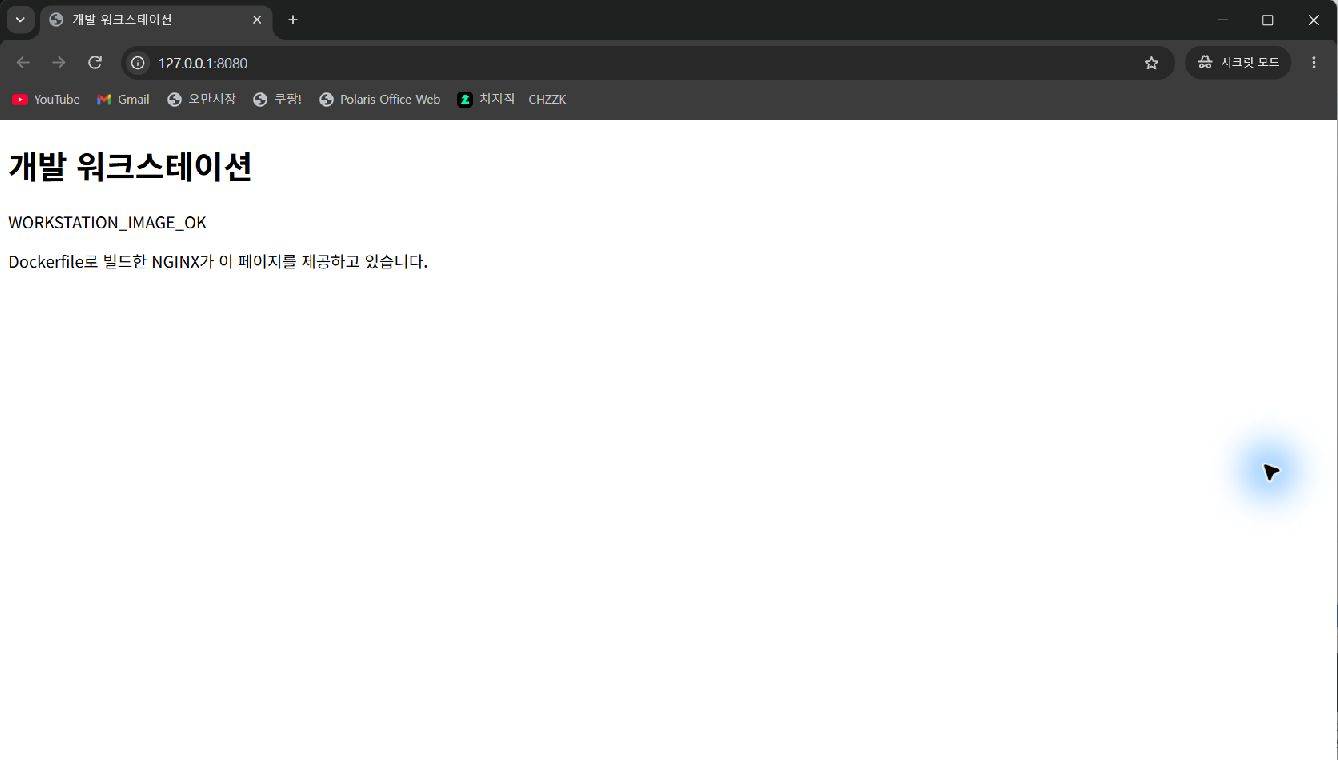 개발 워크스테이션
127.0.0.1:8080
시크릿 모드
YouTube
Gmail
오만시장
쿠팡!
Polaris Office Web
치지직 CHZZK
개발 워크스테이션
WORKSTATION_IMAGE_OK
Dockerfile로 빌드한 NGINX가 이 페이지를 제공하고 있습니다.